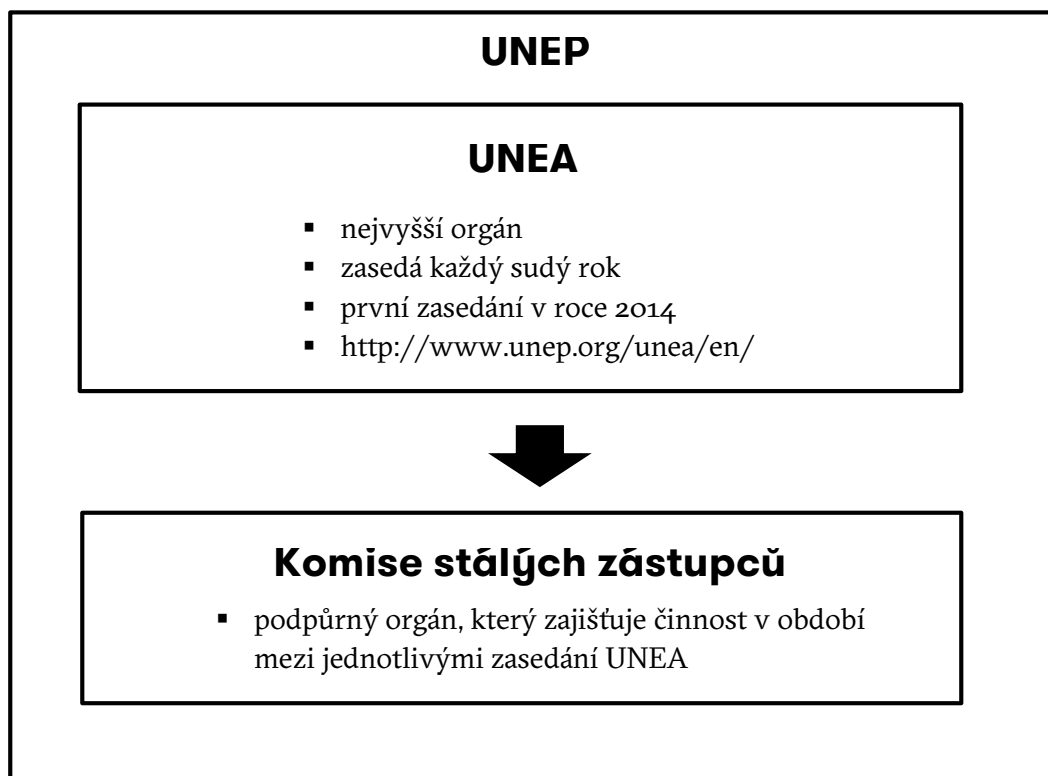 UNEP
UNEA
▪ nejvyšší orgán
▪ zasedá každý sudý rok
▪ první zasedání v roce 2014
▪ http://www.unep.org/unea/en/
Komise stálých zástupců
▪ podpůrný orgán, který zajišťuje činnost v období
mezi jednotlivými zasedání UNEA